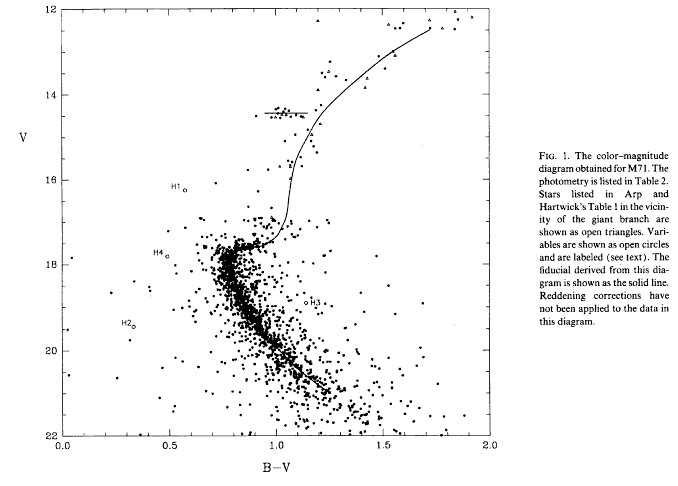 12
14
V
16
18
20
22
H1
H4
H3
H2
0.0 0.5 1.0 1.5 2.0
B–V
FIG. 1. The color–magnitude
diagram obtained for M71. The
photometry is listed in Table 2.
Stars listed in Arp and
Hartwick's Table 1 in the vicin-
ity of the giant branch are
shown as open triangles. Vari-
ables are shown as open circles
and are labeled (see text). The
fiducial derived from this dia-
gram is shown as the solid line.
Reddening corrections have
not been applied to the data in
this diagram.